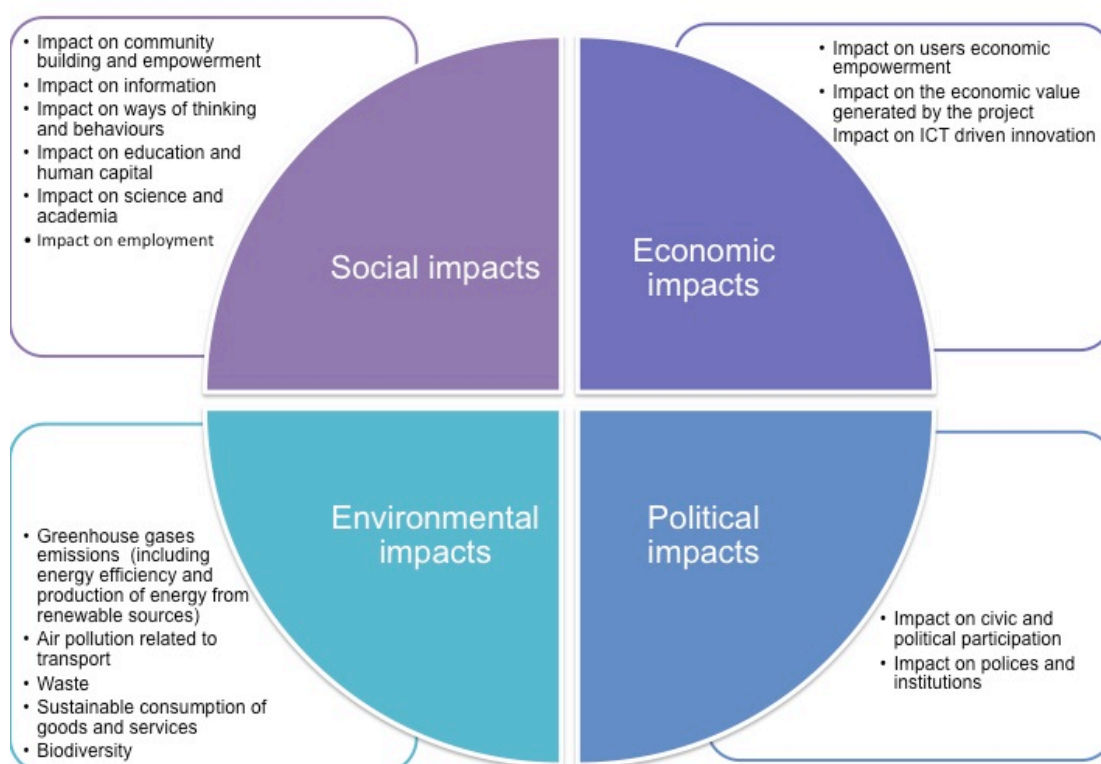 • Impact on community
building and empowerment
• Impact on information
• Impact on ways of thinking
and behaviours
• Impact on education and
human capital
• Impact on science and
academia
• Impact on employment
Social impacts
• Impact on users economic
empowerment
• Impact on the economic value
generated by the project
Impact on ICT driven innovation
Economic
impacts
• Greenhouse gases
emissions (including
energy efficiency and
production of energy from
renewable sources)
• Air pollution related to
transport
• Waste
• Sustainable consumption of
goods and services
• Biodiversity
Environmental
impacts
Political
impacts
• Impact on civic and
political participation
• Impact on polices and
institutions